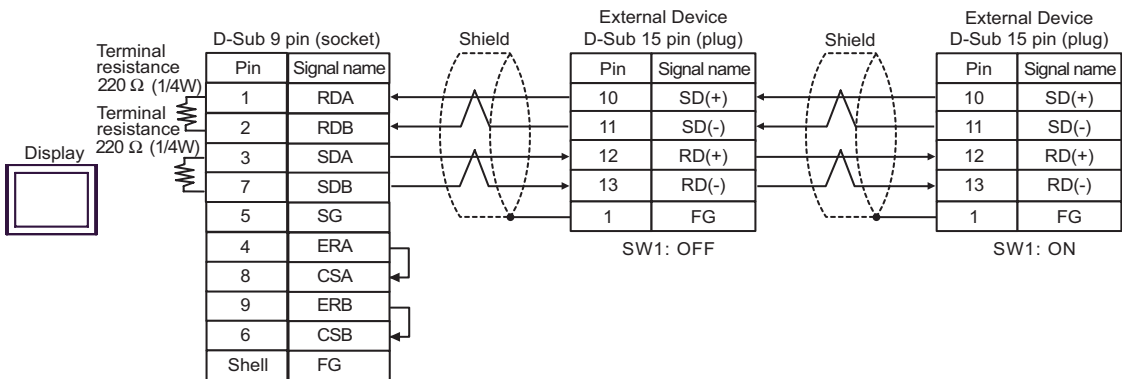 Display
Terminal
resistance
220 Ω (1/4W)
Terminal
resistance
220 Ω (1/4W)
D-Sub 9 pin (socket)
Pin Signal name
1 RDA
2 RDB
3 SDA
7 SDB
5 SG
4 ERA
8 CSA
9 ERB
6 CSB
Shell FG
Shield
External Device
D-Sub 15 pin (plug)
Pin Signal name
10 SD(+)
11 SD(-)
12 RD(+)
13 RD(-)
1 FG
SW1: OFF
Shield
External Device
D-Sub 15 pin (plug)
Pin Signal name
10 SD(+)
11 SD(-)
12 RD(+)
13 RD(-)
1 FG
SW1: ON